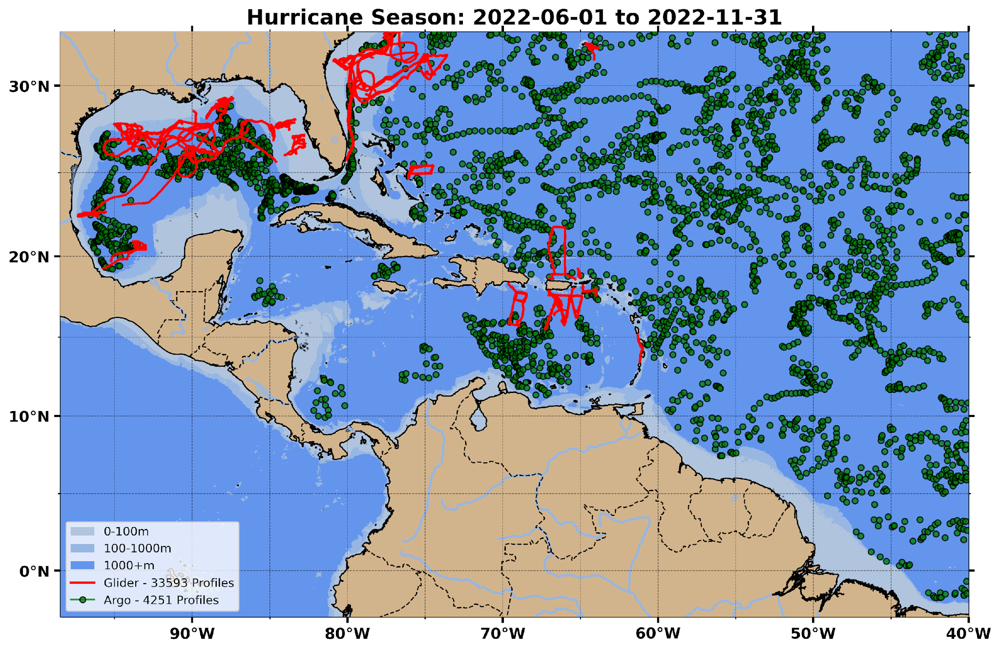 Hurricane Season: 2022-06-01 to 2022-11-31
30°N
20°N
10°N
0°N
0-100m
100-1000m
1000+m
Glider - 33593 Profiles
Argo - 4251 Profiles
90°W 80°W 70°W 60°W 50°W 40°W